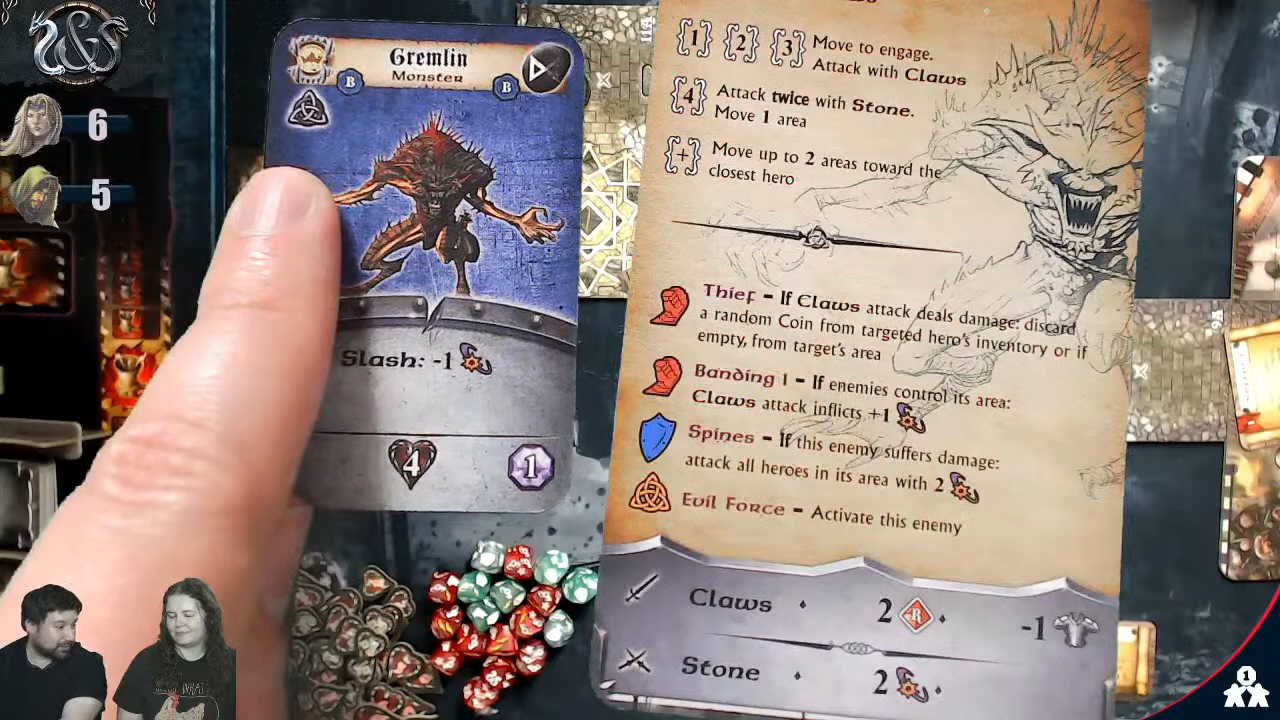 &
6
5
Gremlin
Monster
B
B
Slash: -1
4
1
{1} {2} {3} Move to engage.
Attack with Claws
{4} Attack twice with Stone.
Move 1 area
{+} Move up to 2 areas toward the
closest hero
Thief - If Claws attack deals damage: discard
a random Coin from targeted hero's inventory or if
empty, from target's area
Banding 1 - If enemies control its area:
Claws attack inflicts +1
Spines - If this enemy suffers damage:
attack all heroes in its area with 2
Evil Force - Activate this enemy
Claws 2 R -1
Stone 2
WHAT
1